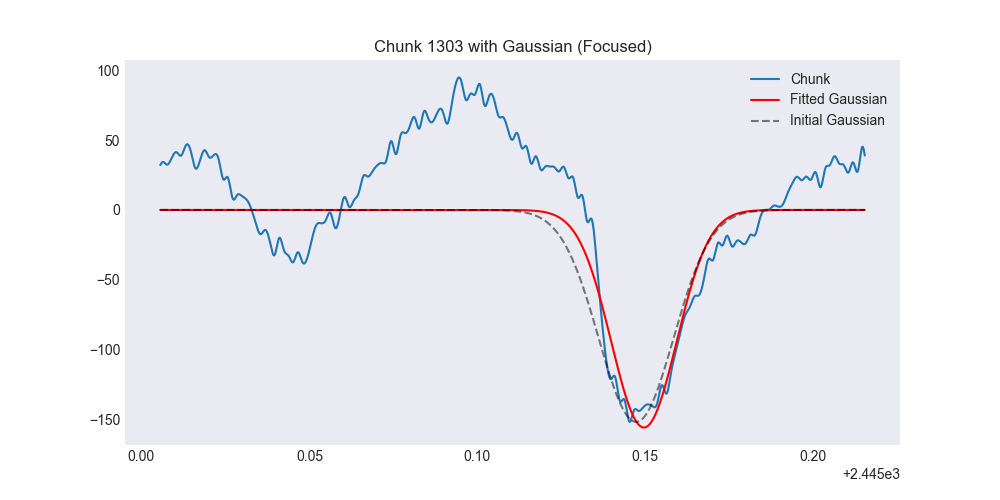 Chunk 1303 with Gaussian (Focused)
100
50
0
−50
−100
−150
Chunk
Fitted Gaussian
Initial Gaussian
0.00 0.05 0.10 0.15 0.20
+2.445e3